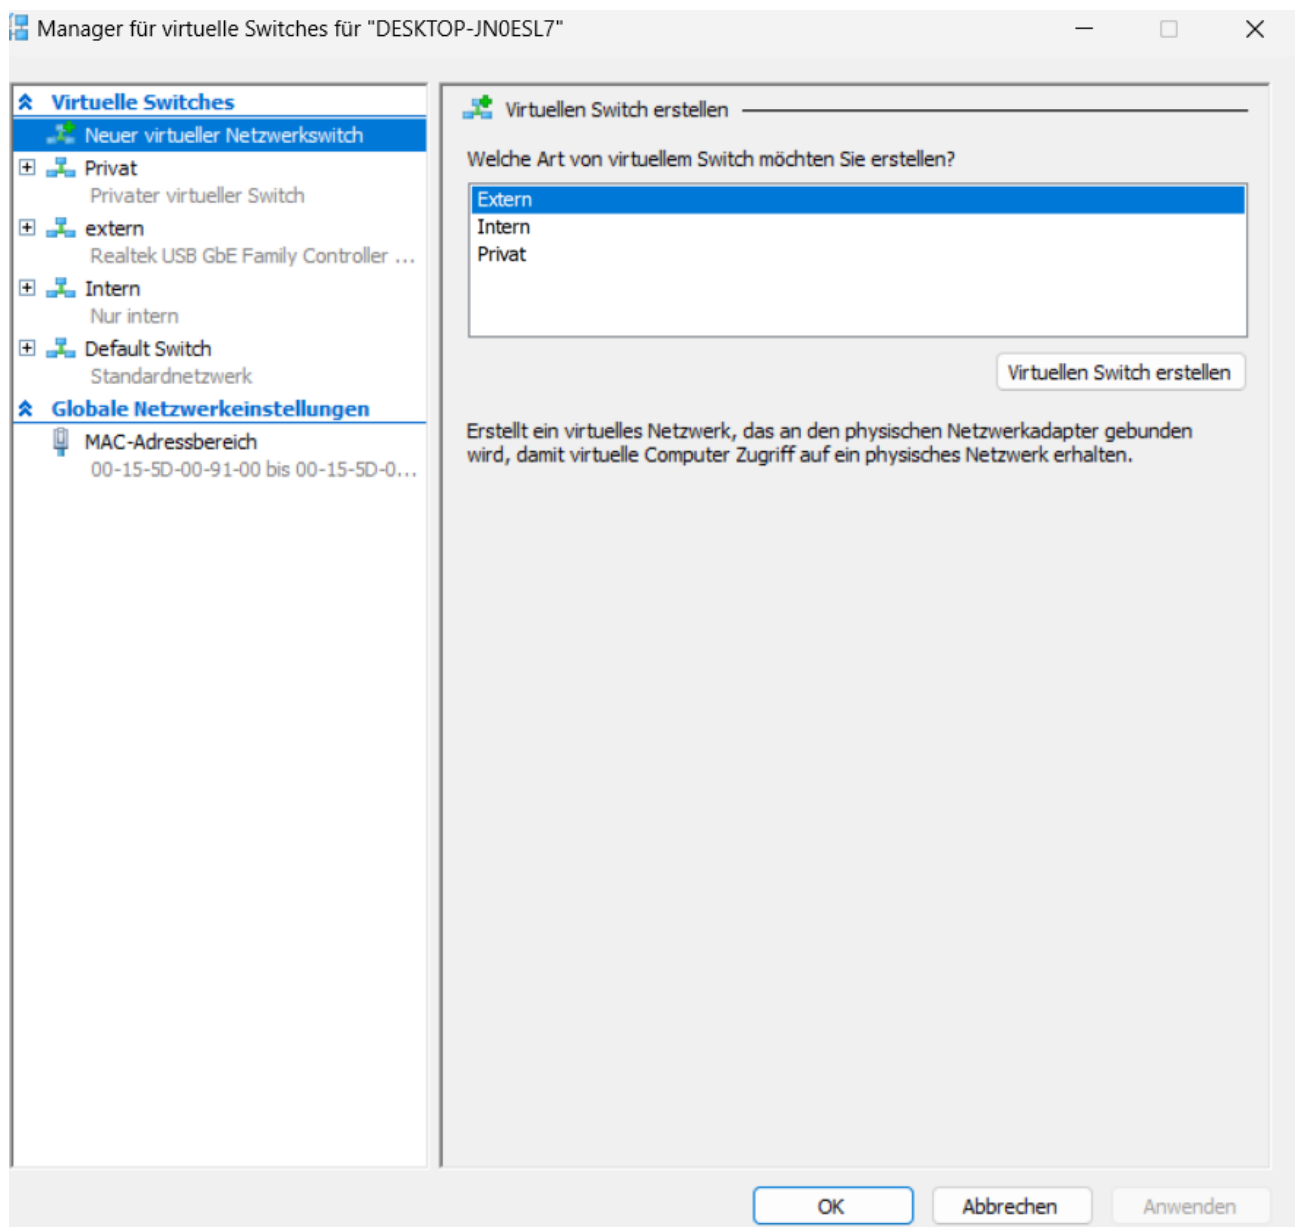 Manager für virtuelle Switches für "DESKTOP-JN0ESL7"
Virtuelle Switches
Neuer virtueller Netzwerkswitch
Privat
Privater virtueller Switch
extern
Realtek USB GbE Family Controller ...
Intern
Nur intern
Default Switch
Standardnetzwerk
Globale Netzwerkeinstellungen
MAC-Adressbereich
00-15-5D-00-91-00 bis 00-15-5D-0...
Virtuellen Switch erstellen
Welche Art von virtuellem Switch möchten Sie erstellen?
Extern
Intern
Privat
Virtuellen Switch erstellen
Erstellt ein virtuelles Netzwerk, das an den physischen Netzwerkadapter gebunden
wird, damit virtuelle Computer Zugriff auf ein physisches Netzwerk erhalten.
OK
Abbrechen
Anwenden